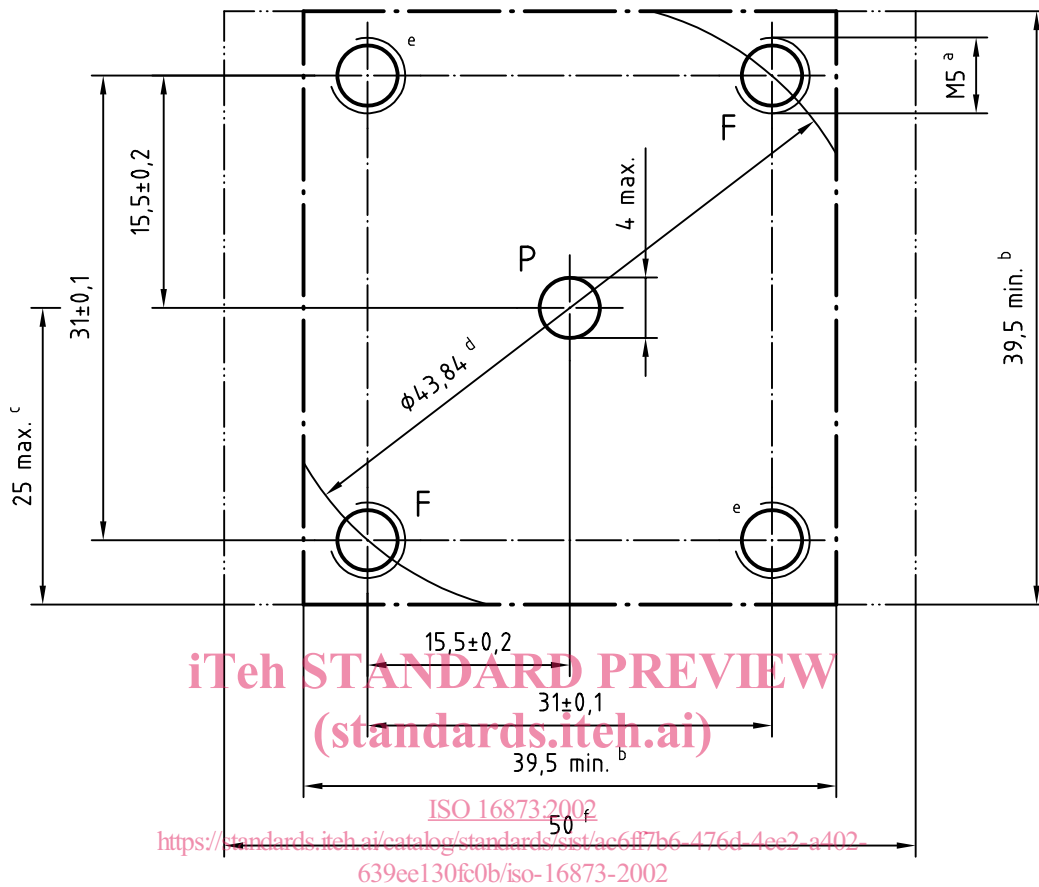 e
M5 a
F
15,5±0,2
4 max.
P
31±0,1
39,5 min. b
ϕ43,84 d
25 max. c
F
e
15,5±0,2
iTeh STANDARD PREVIEW
31±0,1
(standards.iteh.ai)
39,5 min. b
ISO 16873:2002
50 f
https://standards.iteh.ai/catalog/standards/sist/ac6ff7b6-476d-4ee2-a402-
639ee130fc0b/iso-16873-2002